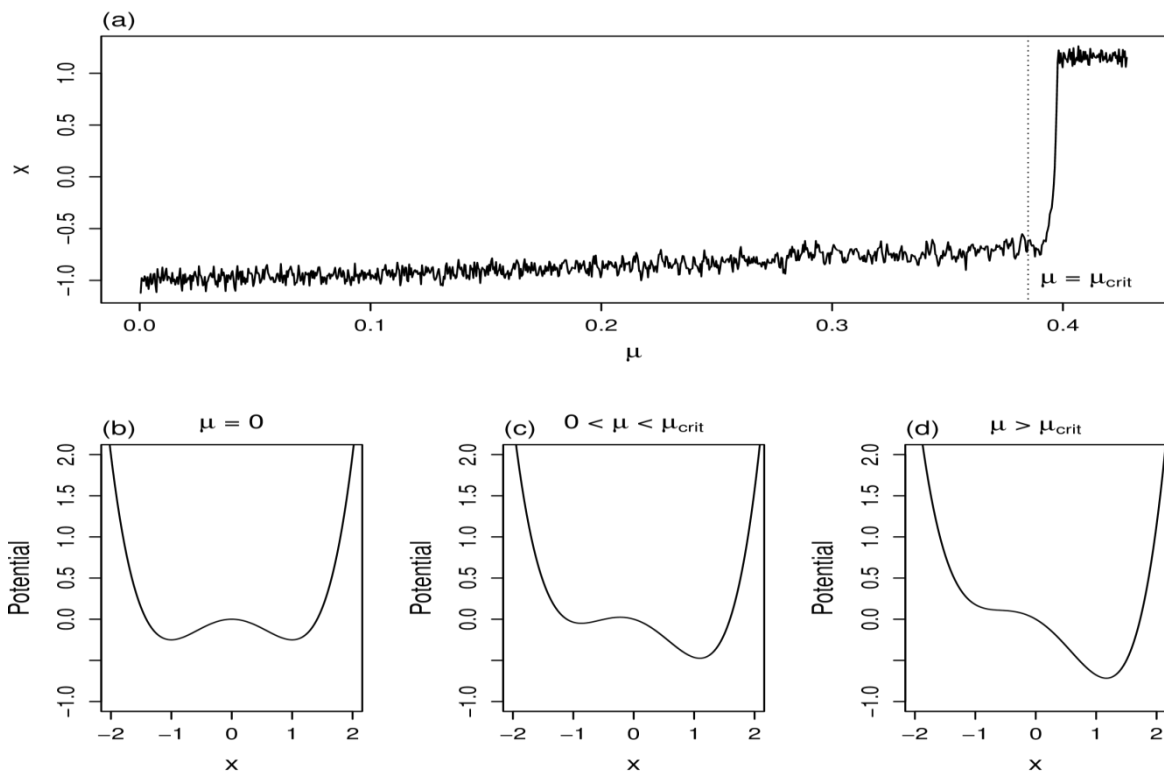 (a)
x
1.0
0.5
0.0
−0.5
−1.0
μ = μcrit
0.0 0.1 0.2 0.3 0.4
μ
(b) μ = 0
Potential
2.0
1.5
1.0
0.5
0.0
−1.0
−2 −1 0 1 2
x
(c) 0 < μ < μcrit
Potential
2.0
1.5
1.0
0.5
0.0
−1.0
−2 −1 0 1 2
x
(d) μ > μcrit
Potential
2.0
1.5
1.0
0.5
0.0
−1.0
−2 −1 0 1 2
x